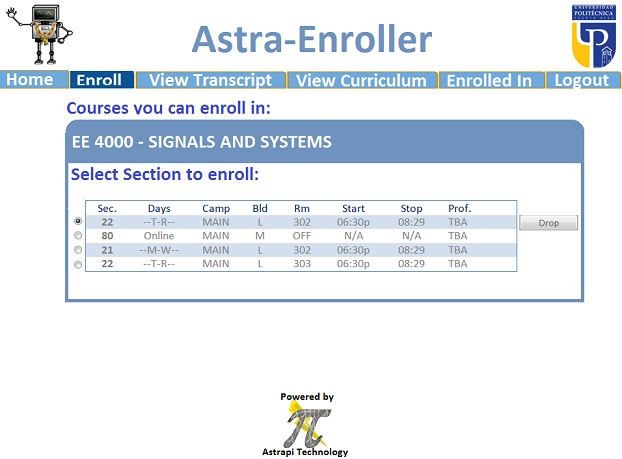 Astra-Enroller
UNIVERSIDAD
POLITÉCNICA
Home Enroll View Transcript View Curriculum Enrolled In Logout
Courses you can enroll in:
EE 4000 - SIGNALS AND SYSTEMS
Select Section to enroll:
Sec. Days Camp Bld Rm Start Stop Prof.
22 --T-R-- MAIN L 302 06:30p 08:29 TBA Drop
80 Online MAIN M OFF N/A N/A TBA
21 --M-W-- MAIN L 302 06:30p 08:29 TBA
22 --T-R-- MAIN L 303 06:30p 08:29 TBA
Powered by
Astrapi Technology